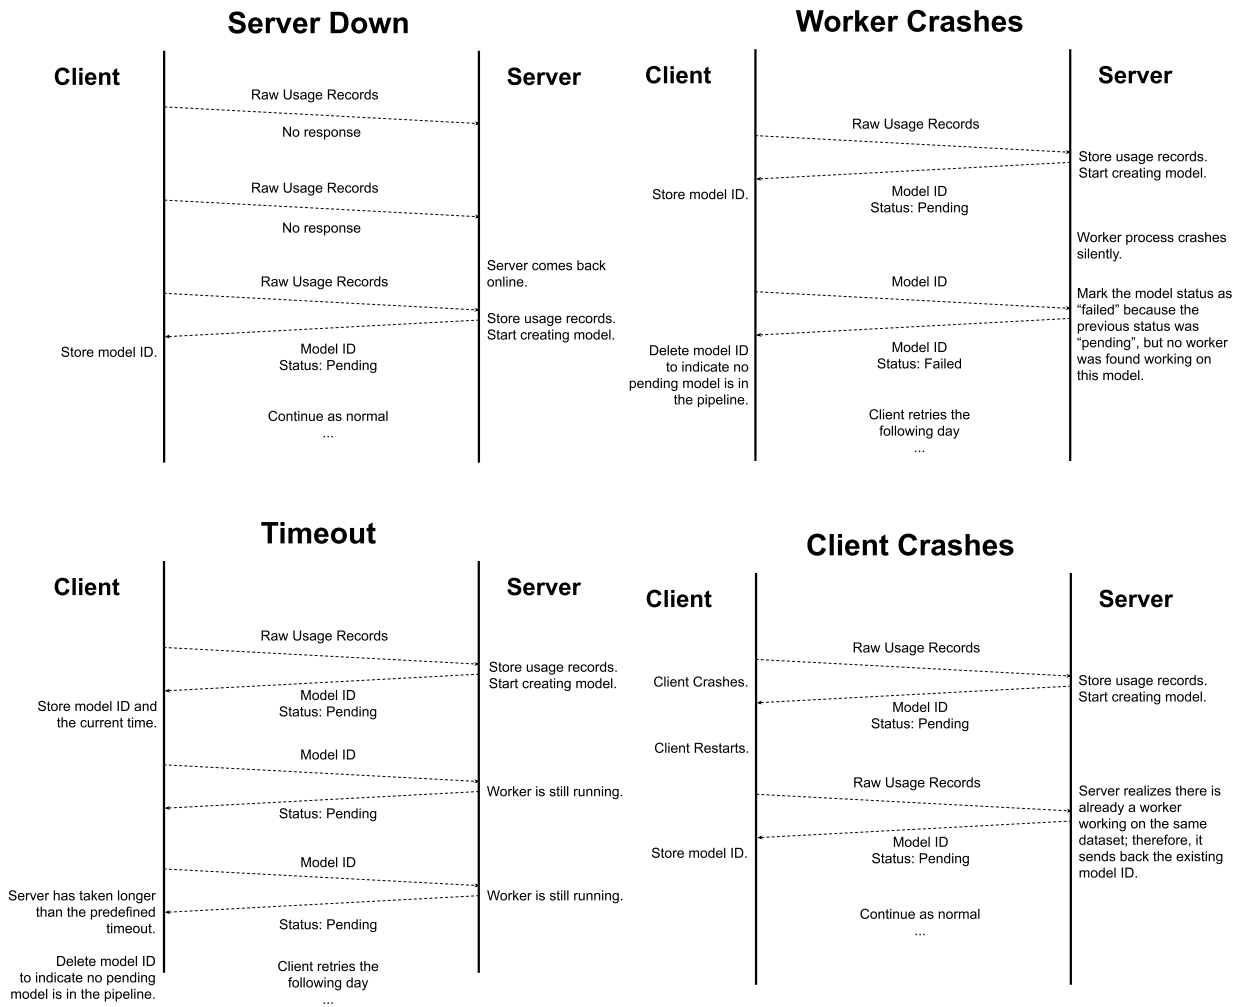 Server Down
Client
Server
Raw Usage Records
No response
Raw Usage Records
No response
Server comes back
online.
Raw Usage Records
Store usage records.
Start creating model.
Store model ID.
Model ID
Status: Pending
Continue as normal
...
Worker Crashes
Client
Server
Raw Usage Records
Store usage records.
Start creating model.
Store model ID.
Model ID
Status: Pending
Worker process crashes
silently.
Model ID
Mark the model status as
“failed” because the
previous status was
“pending”, but no worker
was found working on
this model.
Delete model ID
to indicate no
pending model is in
the pipeline.
Model ID
Status: Failed
Client retries the
following day
...
Timeout
Client
Server
Raw Usage Records
Store usage records.
Start creating model.
Store model ID and
the current time.
Model ID
Status: Pending
Model ID
Worker is still running.
Status: Pending
Model ID
Worker is still running.
Server has taken longer
than the predefined
timeout.
Status: Pending
Delete model ID
to indicate no pending
model is in the pipeline.
Client retries the
following day
...
Client Crashes
Client
Server
Raw Usage Records
Client Crashes.
Store usage records.
Start creating model.
Model ID
Status: Pending
Client Restarts.
Raw Usage Records
Server realizes there is
already a worker
working on the same
dataset; therefore, it
sends back the existing
model ID.
Store model ID.
Model ID
Status: Pending
Continue as normal
...